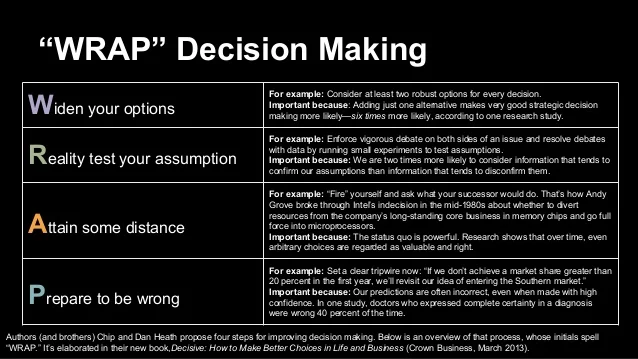 “WRAP” Decision Making
Widen your options
For example: Consider at least two robust options for every decision.
Important because: Adding just one alternative makes very good strategic decision
making more likely—six times more likely, according to one research study.
Reality test your assumption
For example: Enforce vigorous debate on both sides of an issue and resolve debates
with data by running small experiments to test assumptions.
Important because: We are two times more likely to consider information that tends to
confirm our assumptions than information that tends to disconfirm them.
Attain some distance
For example: “Fire” yourself and ask what your successor would do. That’s how Andy
Grove broke through Intel’s indecision in the mid-1980s about whether to divert
resources from the company’s long-standing core business in memory chips and go full
force into microprocessors.
Important because: The status quo is powerful. Research shows that over time, even
arbitrary choices are regarded as valuable and right.
Prepare to be wrong
For example: Set a clear tripwire now: “If we don’t achieve a market share greater than
20 percent in the first year, we’ll revisit our idea of entering the Southern market.”
Important because: Our predictions are often incorrect, even when made with high
confidence. In one study, doctors who expressed complete certainty in a diagnosis
were wrong 40 percent of the time.
Authors (and brothers) Chip and Dan Heath propose four steps for improving decision making. Below is an overview of that process, whose initials spell
“WRAP.” It’s elaborated in their new book,Decisive: How to Make Better Choices in Life and Business (Crown Business, March 2013).